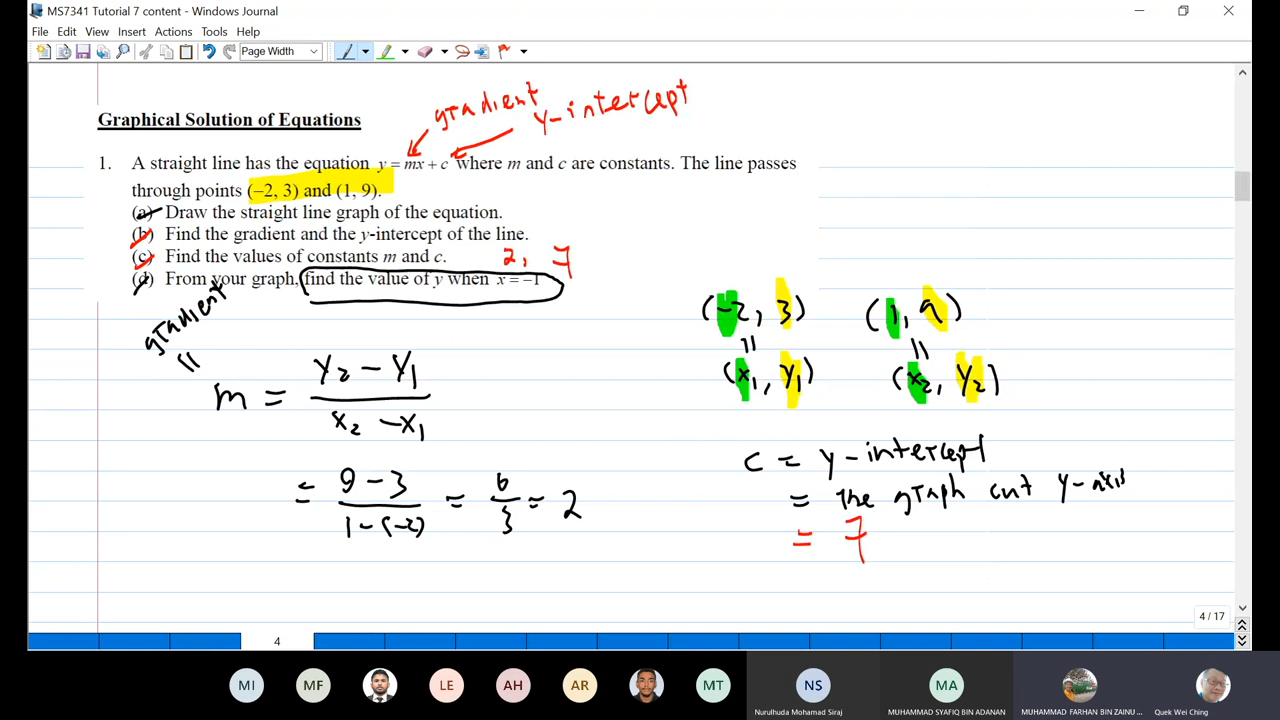 MS7341 Tutorial 7 content - Windows Journal
File Edit View Insert Actions Tools Help
Page Width
gradient
y-intercept
Graphical Solution of Equations
1. A straight line has the equation y = mx + c where m and c are constants. The line passes
through points (−2, 3) and (1, 9).
(a) Draw the straight line graph of the equation.
(b) Find the gradient and the y-intercept of the line.
(c) Find the values of constants m and c. 2, 7
(d) From your graph, find the value of y when x = −1
(-2, 3) (1, 9)
gradient
=
= =
(x1, y1) (x2, y2)
m = y2 - y1
x2 - x1
= 9 - 3 = 6 = 2
1 - (-2) 3
c = y-intercept
= the graph cut y-axis
= 7
4 / 17
4
MI MF LE AH AR MT NS MA
Nurulhuda Mohamad Siraj MUHAMMAD SYAFIQ BIN ADANAN MUHAMMAD FARHAN BIN ZAINU ... Quek Wei Ching